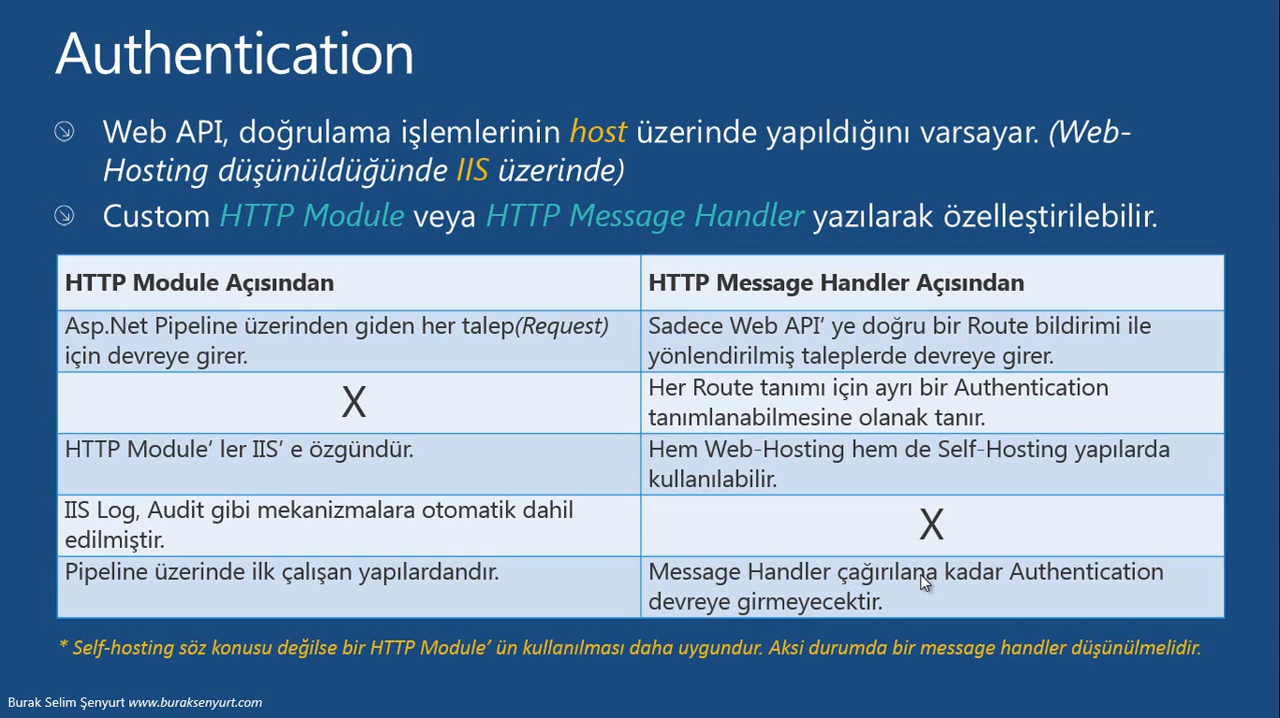 Authentication
Web API, doğrulama işlemlerinin host üzerinde yapıldığını varsayar. (Web-
Hosting düşünüldüğünde IIS üzerinde)
Custom HTTP Module veya HTTP Message Handler yazılarak özelleştirilebilir.
HTTP Module Açısından
HTTP Message Handler Açısından
Asp.Net Pipeline üzerinden giden her talep(Request)
için devreye girer.
Sadece Web API’ ye doğru bir Route bildirimi ile
yönlendirilmiş taleplerde devreye girer.
X
Her Route tanımı için ayrı bir Authentication
tanımlanabilmesine olanak tanır.
HTTP Module’ ler IIS’ e özgündür.
Hem Web-Hosting hem de Self-Hosting yapılarda
kullanılabilir.
IIS Log, Audit gibi mekanizmalara otomatik dahil
edilmiştir.
X
Pipeline üzerinde ilk çalışan yapılardandır.
Message Handler çağırılana kadar Authentication
devreye girmeyecektir.
* Self-hosting söz konusu değilse bir HTTP Module’ ün kullanılması daha uygundur. Aksi durumda bir message handler düşünülmelidir.
Burak Selim Şenyurt www.buraksenyurt.com